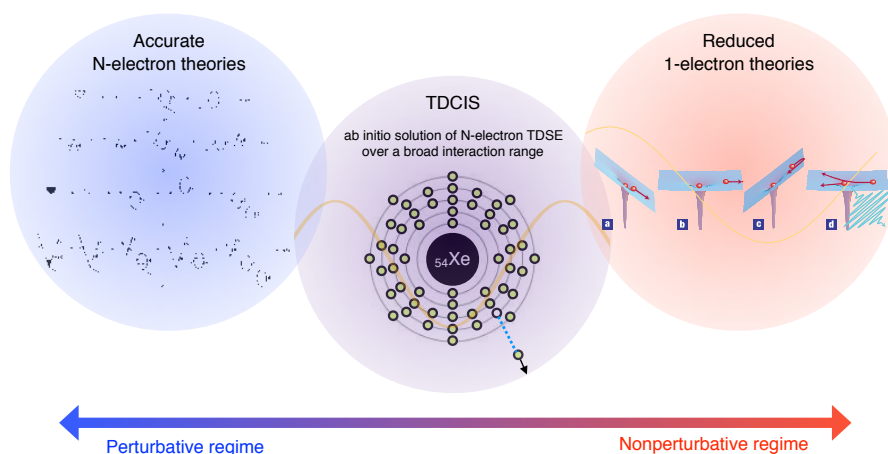 Accurate
N-electron theories
TDCIS
ab initio solution of N-electron TDSE
over a broad interaction range
54Xe
Reduced
1-electron theories
a
b
c
d
Perturbative regime
Nonperturbative regime